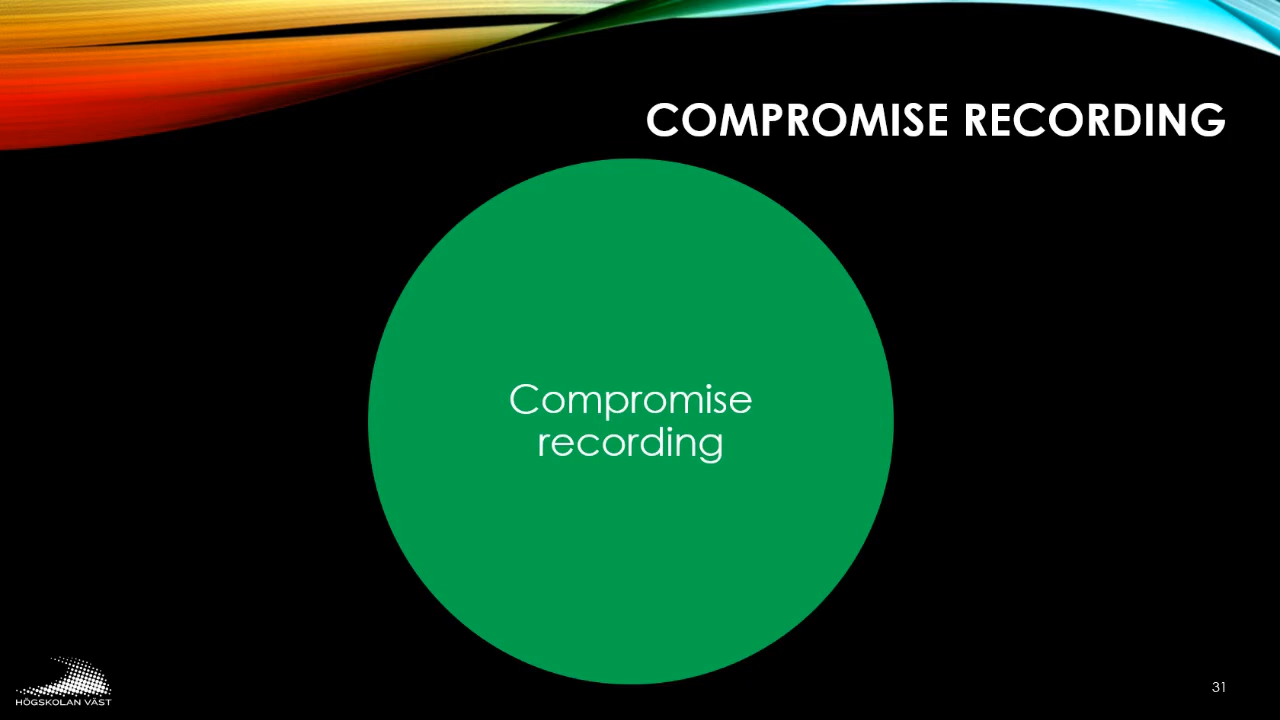 COMPROMISE RECORDING
Compromise
recording
HÖGSKOLAN VÄST
31